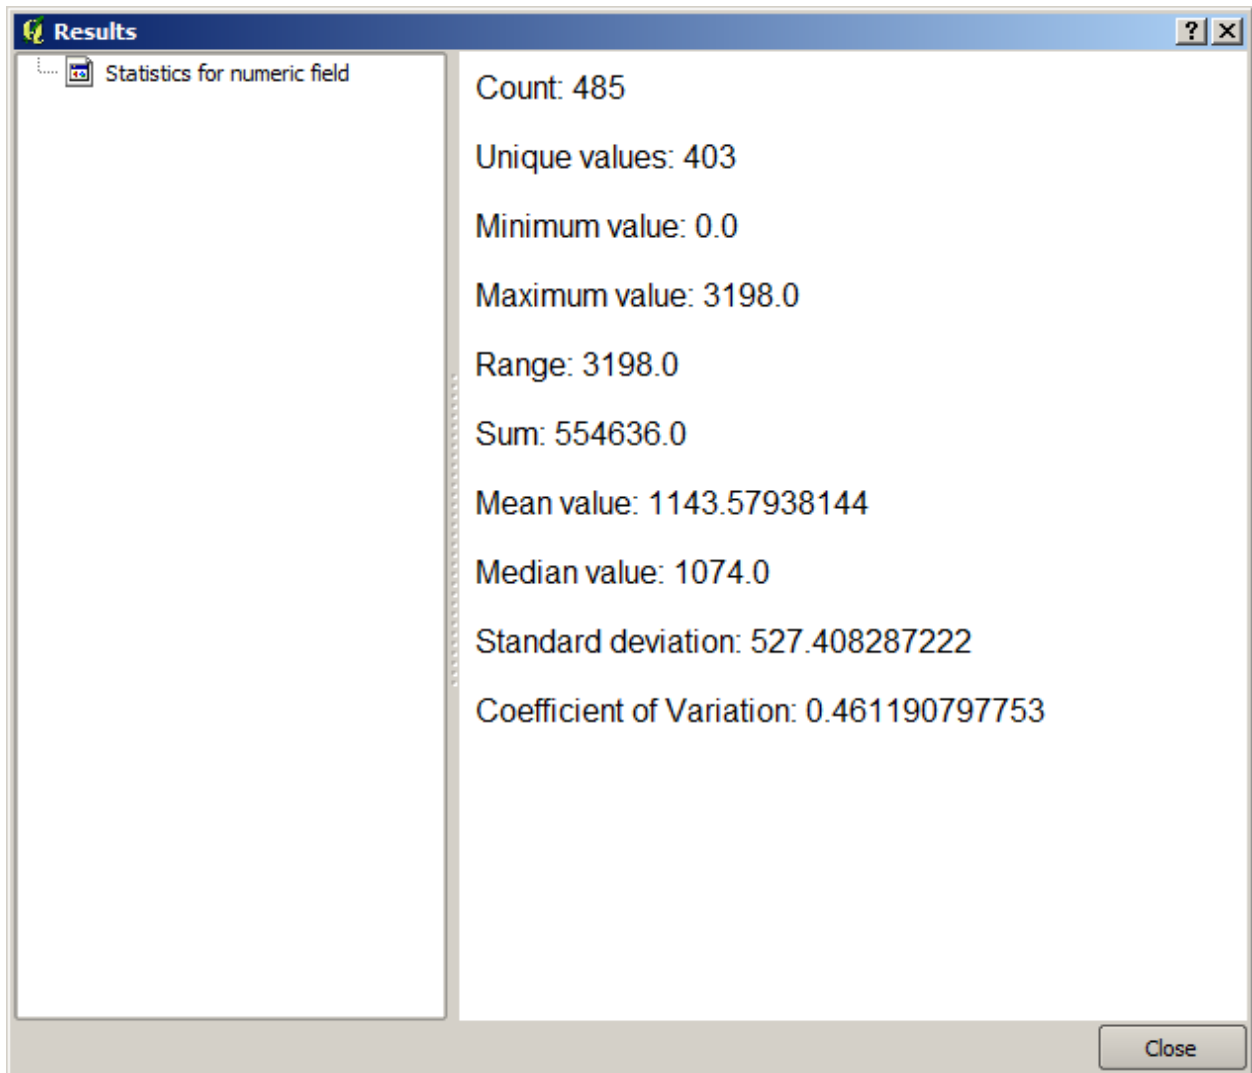 Results
Statistics for numeric field
Count: 485
Unique values: 403
Minimum value: 0.0
Maximum value: 3198.0
Range: 3198.0
Sum: 554636.0
Mean value: 1143.57938144
Median value: 1074.0
Standard deviation: 527.408287222
Coefficient of Variation: 0.461190797753
Close